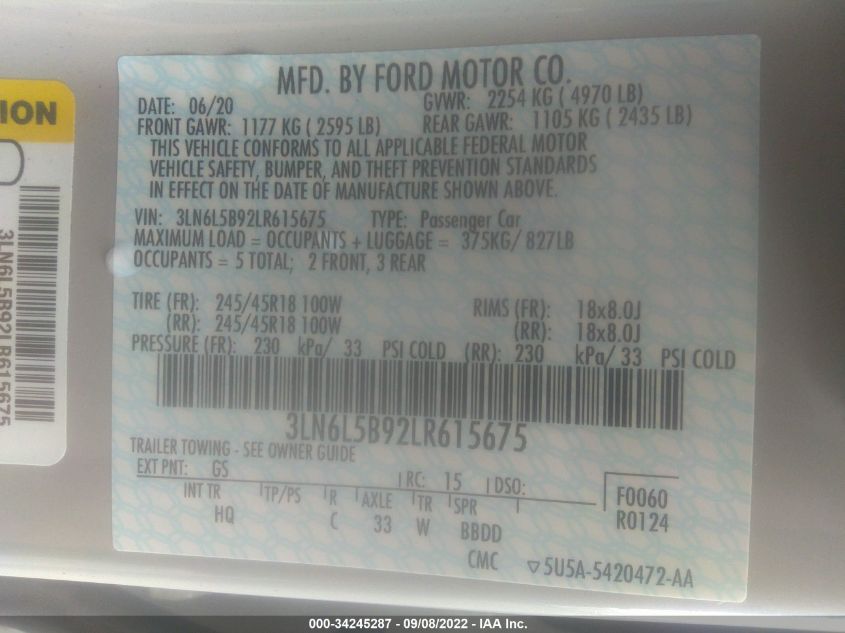 MFD. BY FORD MOTOR CO.
DATE: 06/20 GVWR: 2254 KG ( 4970 LB)
FRONT GAWR: 1177 KG ( 2595 LB) REAR GAWR: 1105 KG ( 2435 LB)
THIS VEHICLE CONFORMS TO ALL APPLICABLE FEDERAL MOTOR
VEHICLE SAFETY, BUMPER, AND THEFT PREVENTION STANDARDS
IN EFFECT ON THE DATE OF MANUFACTURE SHOWN ABOVE.
VIN: 3LN6L5B92LR615675 TYPE: Passenger Car
MAXIMUM LOAD = OCCUPANTS + LUGGAGE = 375KG/ 827LB
OCCUPANTS = 5 TOTAL; 2 FRONT, 3 REAR
TIRE (FR): 245/45R18 100W RIMS (FR): 18x8.0J
(RR): 245/45R18 100W (RR): 18x8.0J
PRESSURE (FR): 230 kPa/ 33 PSI COLD (RR): 230 kPa/ 33 PSI COLD
3LN6L5B92LR615675
TRAILER TOWING - SEE OWNER GUIDE
EXT PNT: GS RC: 15 DSO:
INT TR TP/PS R AXLE TR SPR
HQ C 33 W BBDD
F0060
R0124
CMC ▽5U5A-5420472-AA
ION
3LN6L5B92LR615675
000-34245287 - 09/08/2022 - IAA Inc.